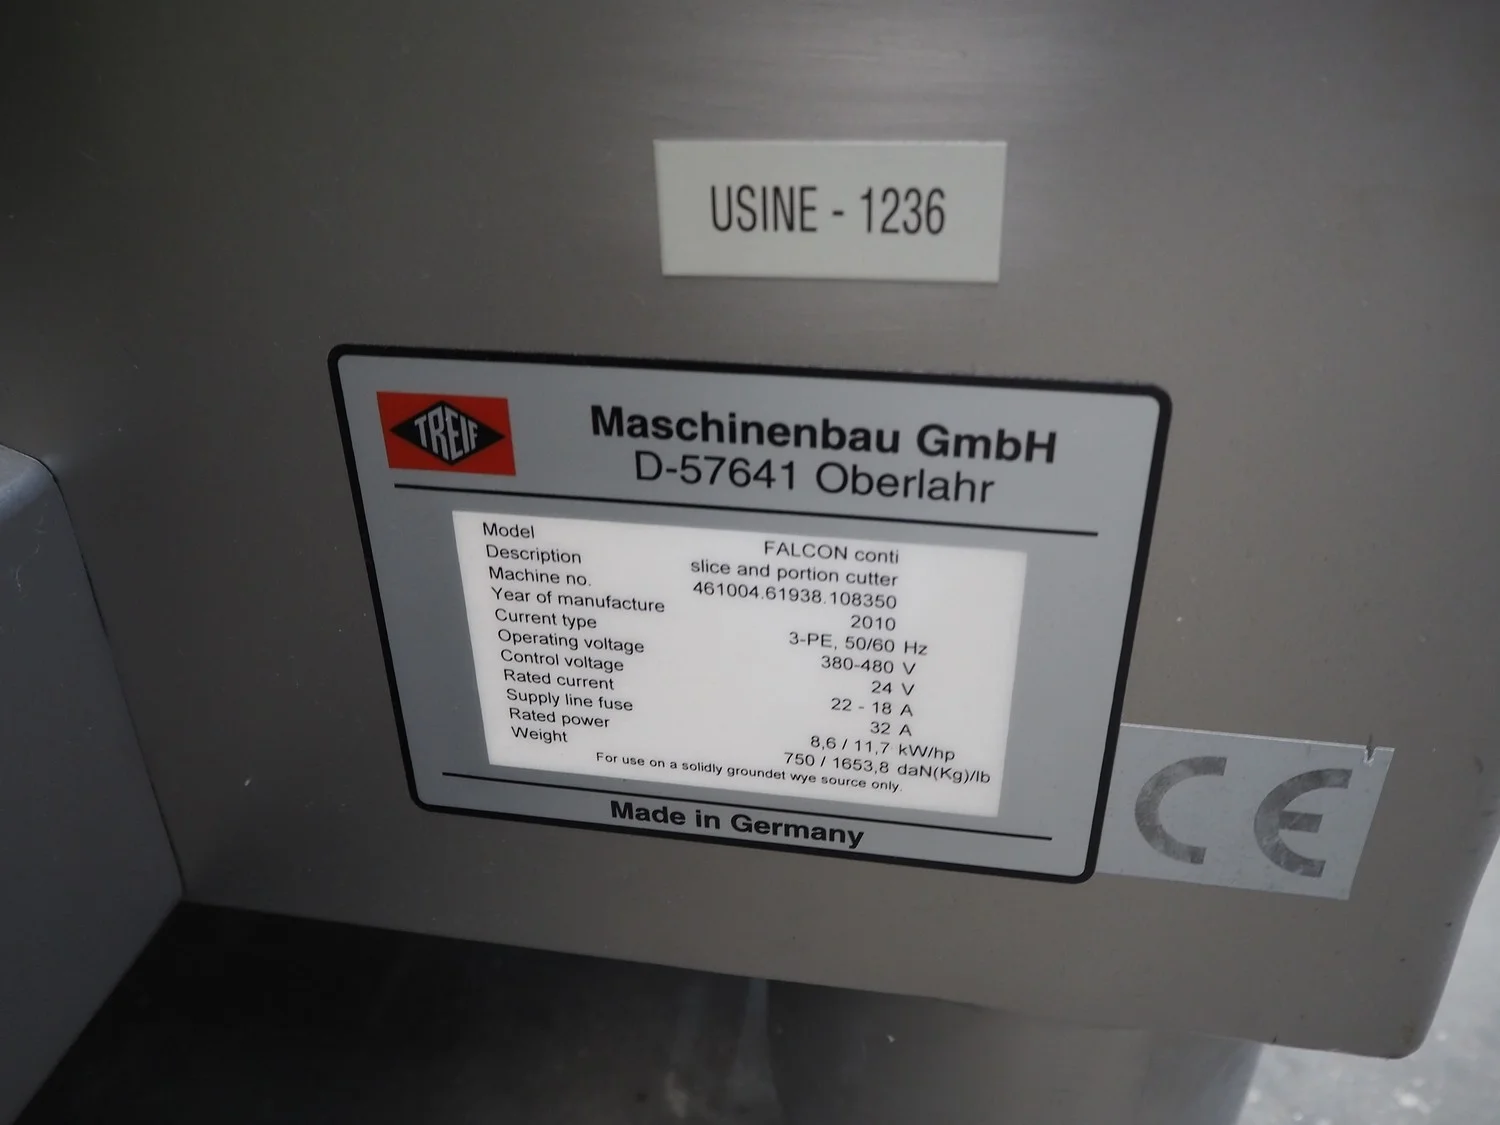 USINE - 1236
TREIF
Maschinenbau GmbH
D-57641 Oberlahr
Model FALCON conti
Description slice and portion cutter
Machine no. 461004.61938.108350
Year of manufacture 2010
Current type 3-PE, 50/60 Hz
Operating voltage 380-480 V
Control voltage 24 V
Rated current 22 - 18 A
Supply line fuse 32 A
Rated power 8,6 / 11,7 kW/hp
Weight 750 / 1653,8 daN(Kg)/lb
For use on a solidly groundet wye source only.
Made in Germany
CE